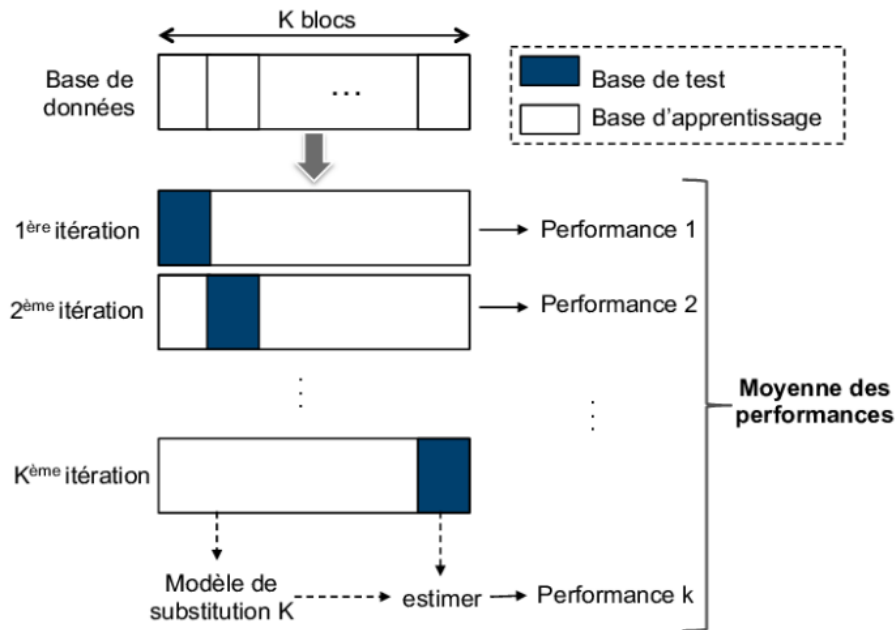 K blocs
Base de
données
...
Base de test
Base d'apprentissage
1ère itération
Performance 1
2ème itération
Performance 2
Moyenne des
performances
Kème itération
Modèle de
substitution K
estimer
Performance k